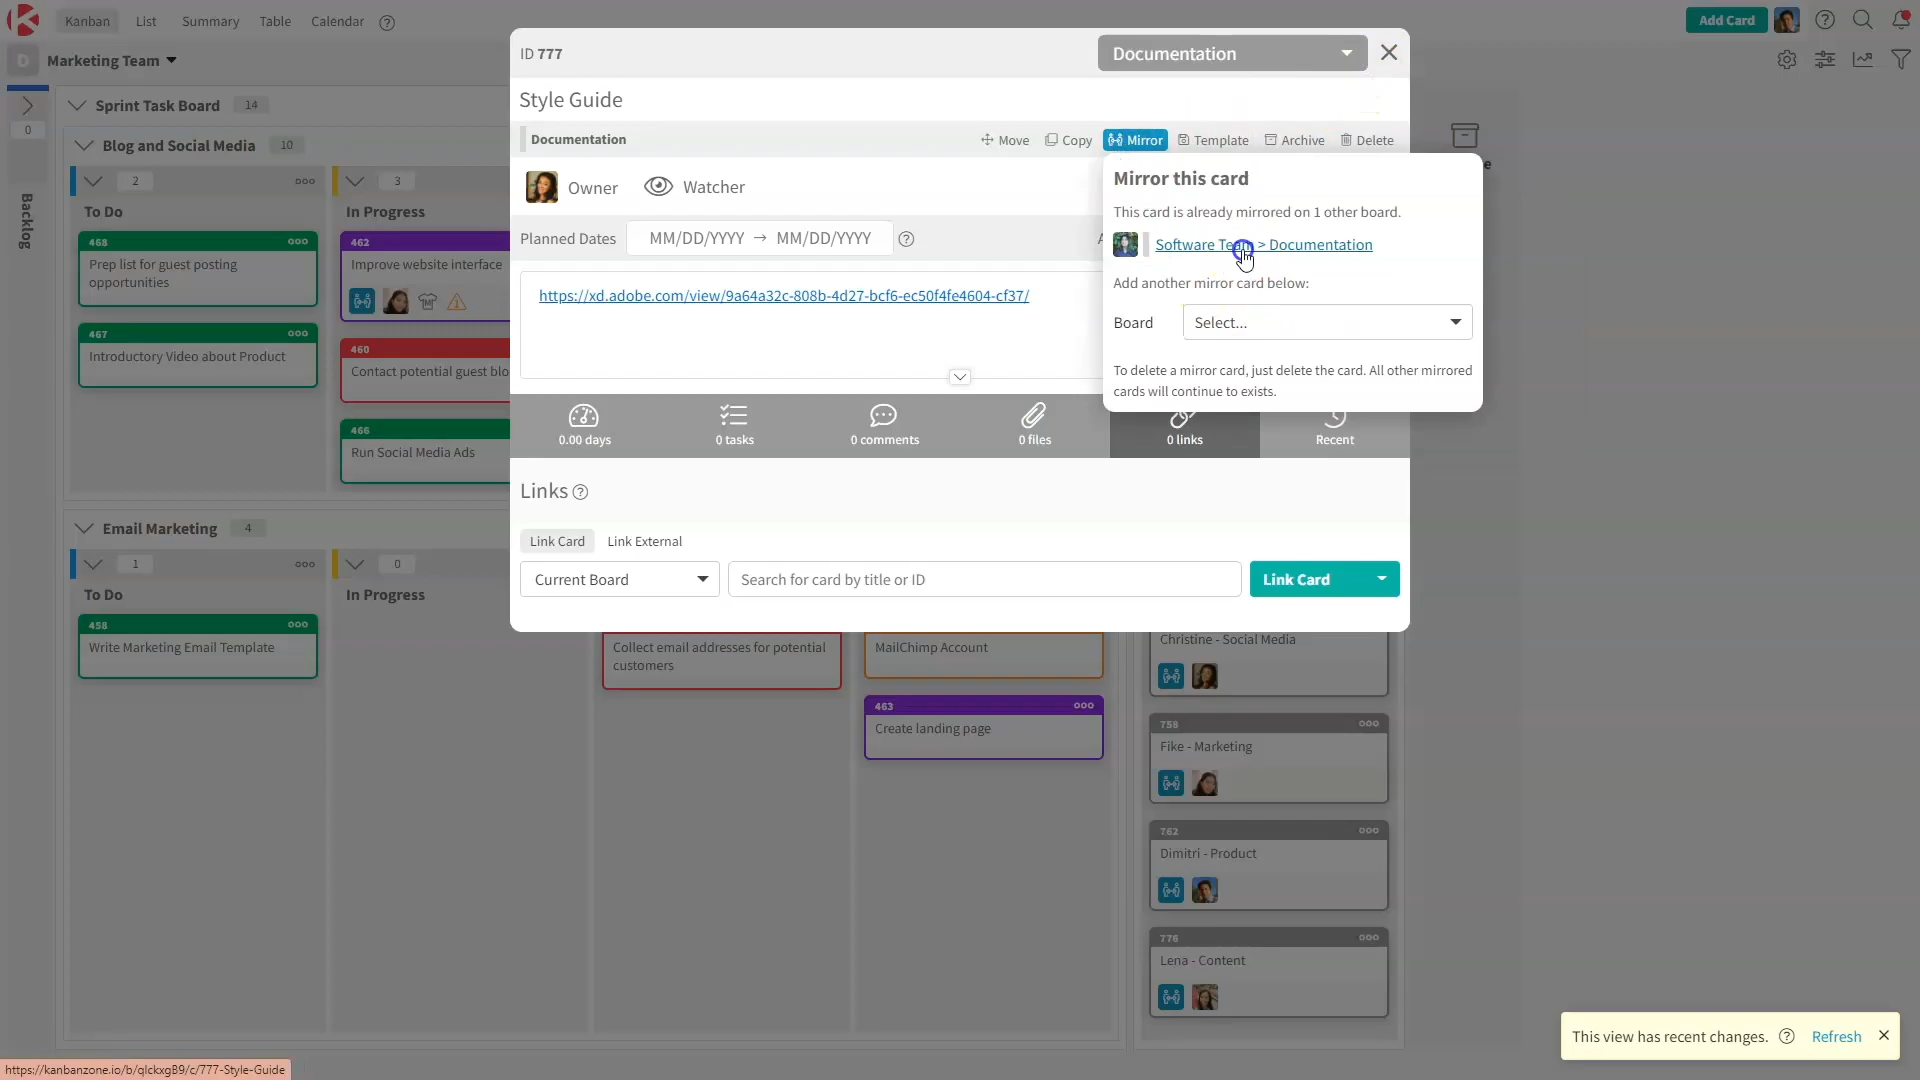 Kanban List Summary Table Calendar
Add Card
D Marketing Team
ID 777
Documentation
Style Guide
Documentation
Move Copy Mirror Template Archive Delete
Owner Watcher
Planned Dates MM/DD/YYYY → MM/DD/YYYY
https://xd.adobe.com/view/9a64a32c-808b-4d27-bcf6-ec50f4fe4604-cf37/
Mirror this card
This card is already mirrored on 1 other board.
Software Team > Documentation
Add another mirror card below:
Board Select...
To delete a mirror card, just delete the card. All other mirrored
cards will continue to exists.
0.00 days 0 tasks 0 comments 0 files 0 links Recent
Links
Link Card Link External
Current Board Search for card by title or ID Link Card
0
Backlog
Sprint Task Board 14
Blog and Social Media 10
2
To Do
468
Prep list for guest posting
opportunities
467
Introductory Video about Product
3
In Progress
462
Improve website interface
460
Contact potential guest blo
466
Run Social Media Ads
Email Marketing 4
1
To Do
458
Write Marketing Email Template
0
In Progress
Collect email addresses for potential
customers
MailChimp Account
463
Create landing page
Christine - Social Media
758
Fike - Marketing
762
Dimitri - Product
776
Lena - Content
This view has recent changes. Refresh
https://kanbanzone.io/b/qlckxgB9/c/777-Style-Guide